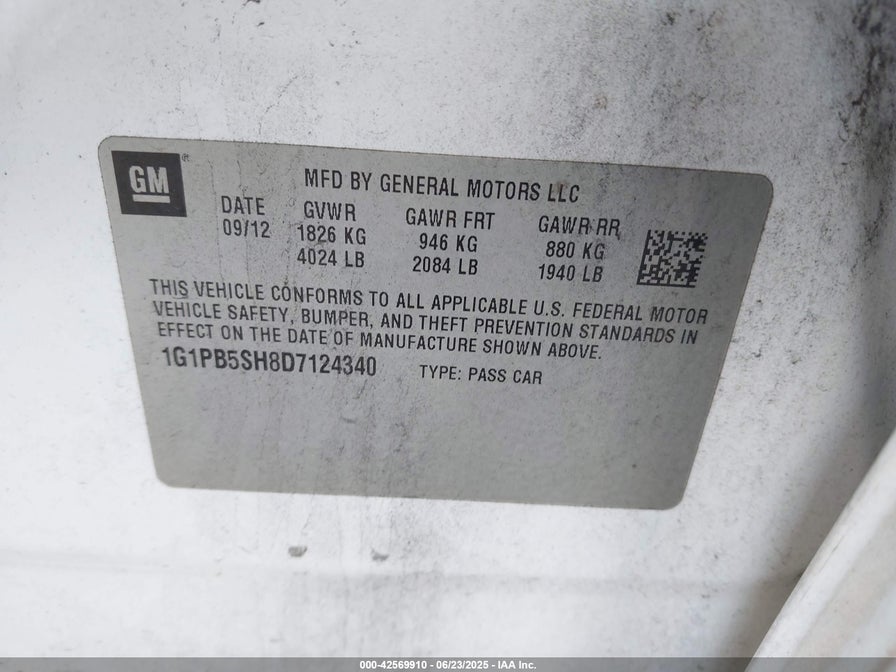 GM®
MFD BY GENERAL MOTORS LLC
DATE GVWR GAWR FRT GAWR RR
09/12 1826 KG 946 KG 880 KG
4024 LB 2084 LB 1940 LB
THIS VEHICLE CONFORMS TO ALL APPLICABLE U.S. FEDERAL MOTOR
VEHICLE SAFETY, BUMPER, AND THEFT PREVENTION STANDARDS IN
EFFECT ON THE DATE OF MANUFACTURE SHOWN ABOVE.
1G1PB5SH8D7124340 TYPE: PASS CAR
000-42569910 | 06/23/2025 - IAA Inc.